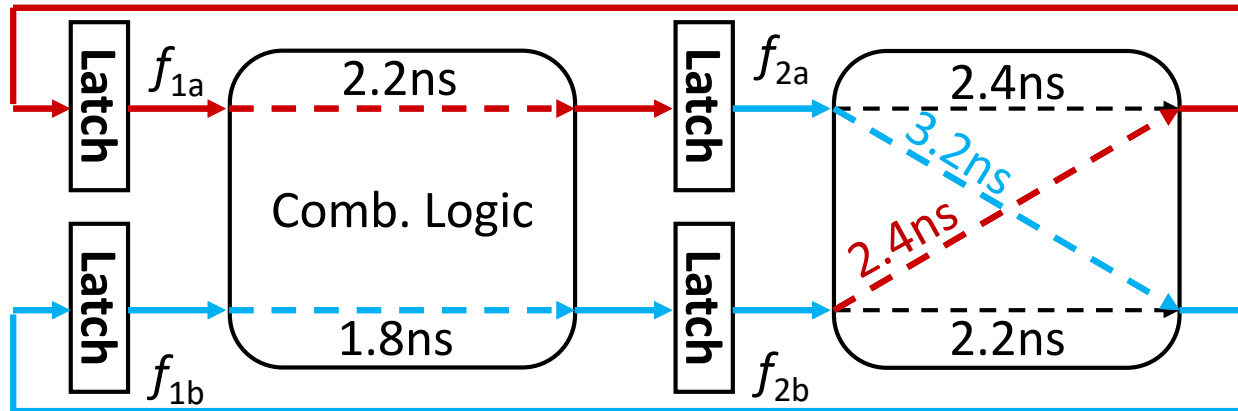 Latch
f1a
2.2ns
Latch
f2a
2.4ns
3.2ns
Comb. Logic
2.4ns
Latch
f1b
1.8ns
Latch
f2b
2.2ns